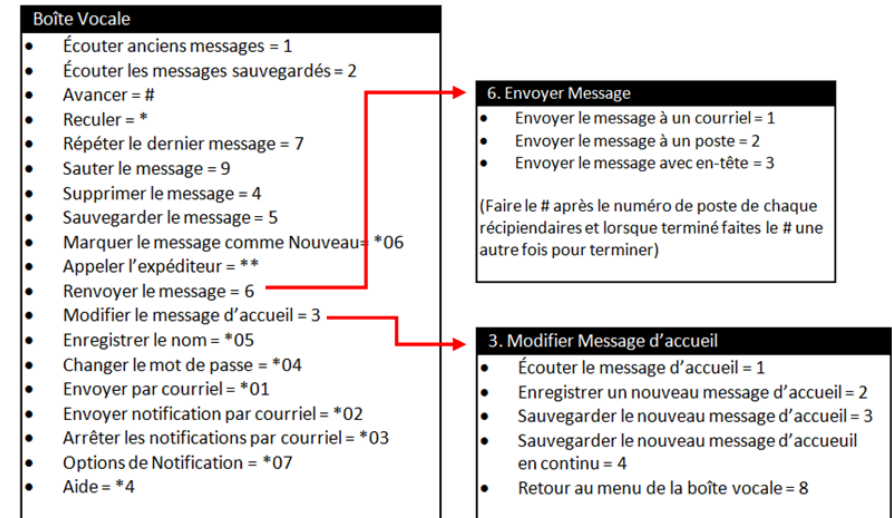 Boîte Vocale
• Écouter anciens messages = 1
• Écouter les messages sauvegardés = 2
• Avancer = #
• Reculer = *
• Répéter le dernier message = 7
• Sauter le message = 9
• Supprimer le message = 4
• Sauvegarder le message = 5
• Marquer le message comme Nouveau= *06
• Appeler l’expéditeur = **
• Renvoyer le message = 6
• Modifier le message d’accueil = 3
• Enregistrer le nom = *05
• Changer le mot de passe = *04
• Envoyer par courriel = *01
• Envoyer notification par courriel = *02
• Arrêter les notifications par courriel = *03
• Options de Notification = *07
• Aide = *4
6. Envoyer Message
• Envoyer le message à un courriel = 1
• Envoyer le message à un poste = 2
• Envoyer le message avec en-tête = 3
(Faire le # après le numéro de poste de chaque
récipiendaires et lorsque terminé faites le # une
autre fois pour terminer)
3. Modifier Message d’accueil
• Écouter le message d’accueil = 1
• Enregistrer un nouveau message d’accueil = 2
• Sauvegarder le nouveau message d’accueil = 3
• Sauvegarder le nouveau message d’accueuil
en continu = 4
• Retour au menu de la boîte vocale = 8